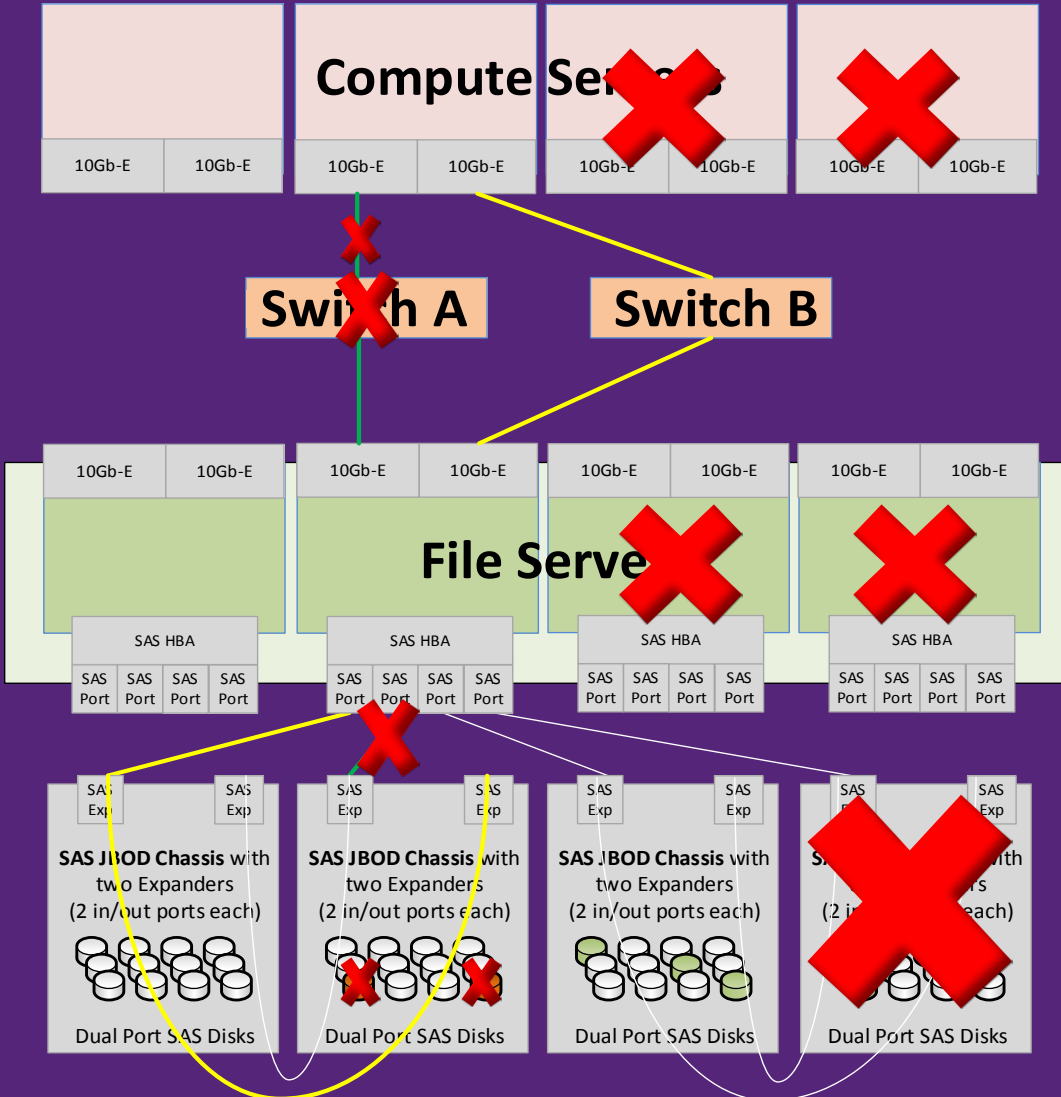 Compute Se
10Gb-E 10Gb-E 10Gb-E 10Gb-E 10Gb-E 10Gb-E 10Gb-E 10Gb-E
Switch A Switch B
10Gb-E 10Gb-E 10Gb-E 10Gb-E 10Gb-E 10Gb-E 10Gb-E 10Gb-E
File Serve
SAS HBA SAS HBA SAS HBA SAS HBA
SAS SAS SAS SAS SAS SAS SAS SAS SAS SAS SAS SAS SAS SAS SAS SAS
Port Port Port Port Port Port Port Port Port Port Port Port Port Port Port Port
SAS SAS SAS SAS SAS SAS SAS SAS
Exp Exp Exp Exp Exp Exp Exp
SAS JBOD Chassis with SAS JBOD Chassis with SAS JBOD Chassis with with
two Expanders two Expanders two Expanders
(2 in/out ports each) (2 in/out ports each) (2 in/out ports each) (2 each)
Dual Port SAS Disks Dual Port SAS Disks Dual Port SAS Disks Dual Port SAS Disks